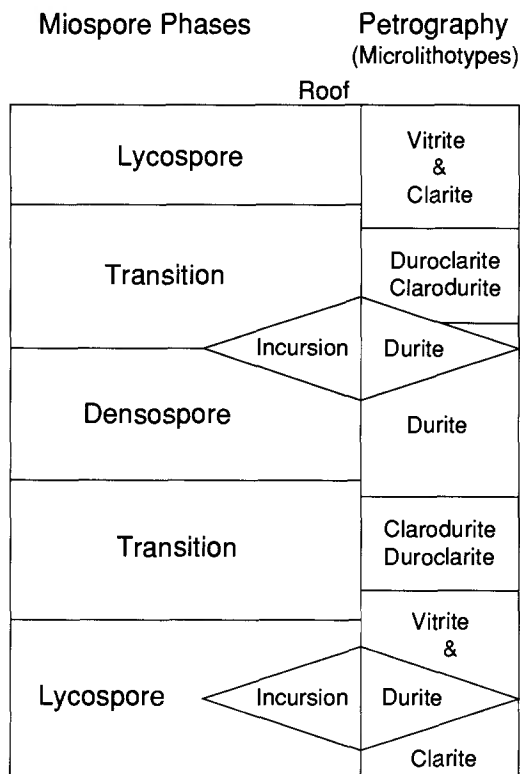 Miospore Phases
Petrography
(Microlithotypes)
Roof
Lycospore
Vitrite
&
Clarite
Transition
Duroclarite
Clarodurite
Incursion
Durite
Densospore
Durite
Transition
Clarodurite
Duroclarite
Vitrite
&
Lycospore
Incursion
Durite
Clarite